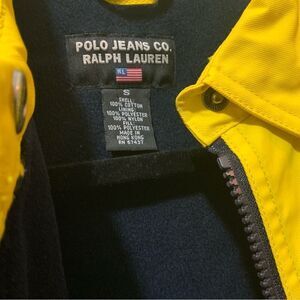 POLO JEANS CO.
RALPH LAUREN
S
SHELL:
100% COTTON
LINING:
100% POLYESTER
100% NYLON
FILL:
100% POLYESTER
MADE IN
HONG KONG
RN 67437